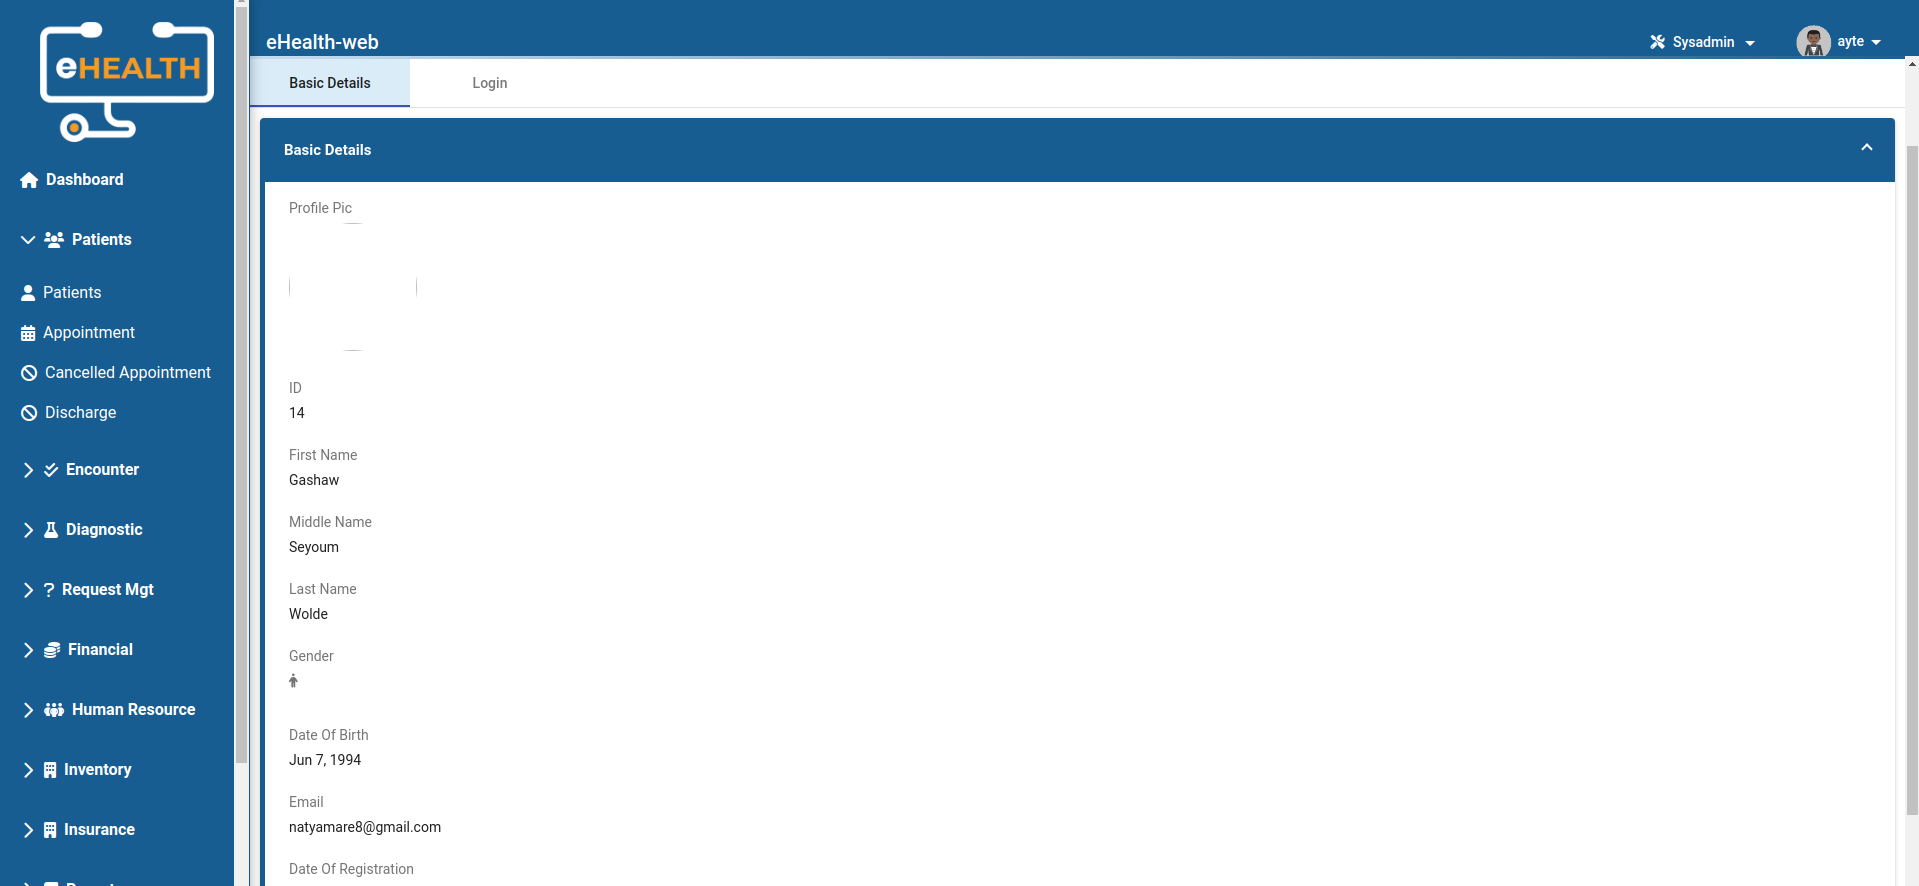 eHEALTH
eHealth-web
Sysadmin
ayte
Dashboard
Patients
Patients
Appointment
Cancelled Appointment
Discharge
Encounter
Diagnostic
Request Mgt
Financial
Human Resource
Inventory
Insurance
Basic Details
Login
Basic Details
Profile Pic
ID
14
First Name
Gashaw
Middle Name
Seyoum
Last Name
Wolde
Gender
Date Of Birth
Jun 7, 1994
Email
natyamare8@gmail.com
Date Of Registration